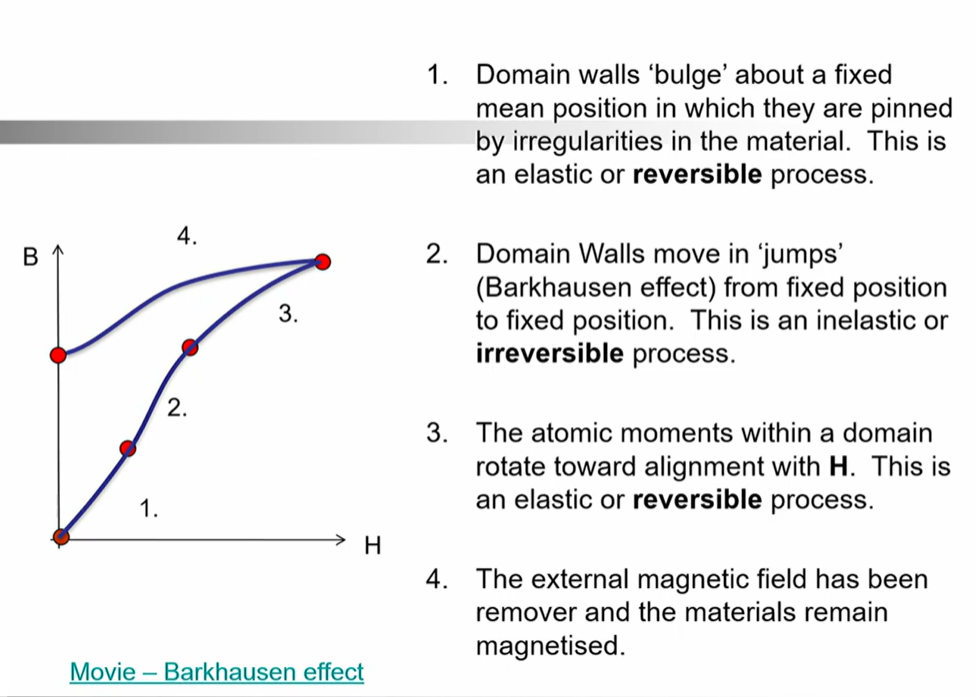 1. Domain walls ‘bulge’ about a fixed
mean position in which they are pinned
by irregularities in the material. This is
an elastic or reversible process.
2. Domain Walls move in ‘jumps’
(Barkhausen effect) from fixed position
to fixed position. This is an inelastic or
irreversible process.
3. The atomic moments within a domain
rotate toward alignment with H. This is
an elastic or reversible process.
4. The external magnetic field has been
remover and the materials remain
magnetised.
B
4.
3.
2.
1.
H
Movie – Barkhausen effect